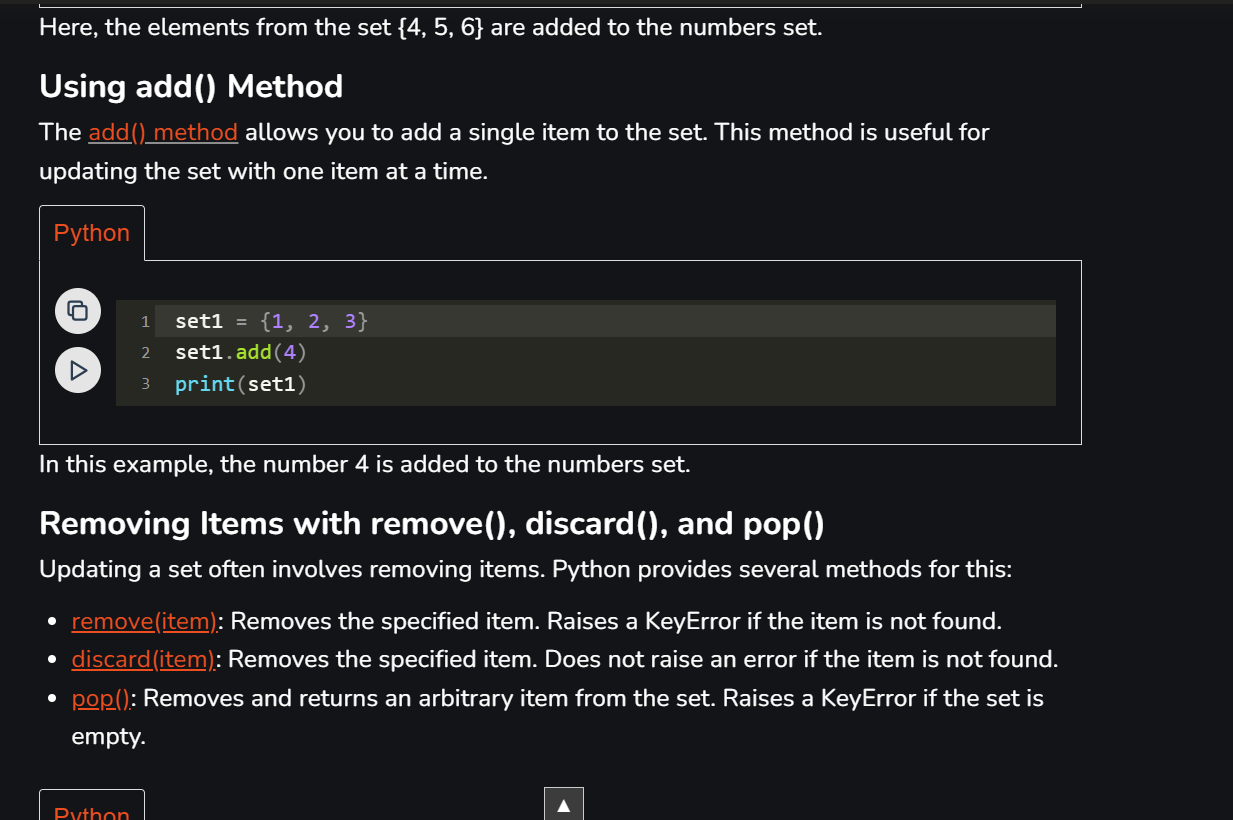 Here, the elements from the set {4, 5, 6} are added to the numbers set.
Using add() Method
The add() method allows you to add a single item to the set. This method is useful for
updating the set with one item at a time.
Python
1 set1 = {1, 2, 3}
2 set1.add(4)
3 print(set1)
In this example, the number 4 is added to the numbers set.
Removing Items with remove(), discard(), and pop()
Updating a set often involves removing items. Python provides several methods for this:
• remove(item): Removes the specified item. Raises a KeyError if the item is not found.
• discard(item): Removes the specified item. Does not raise an error if the item is not found.
• pop(): Removes and returns an arbitrary item from the set. Raises a KeyError if the set is
empty.
Python